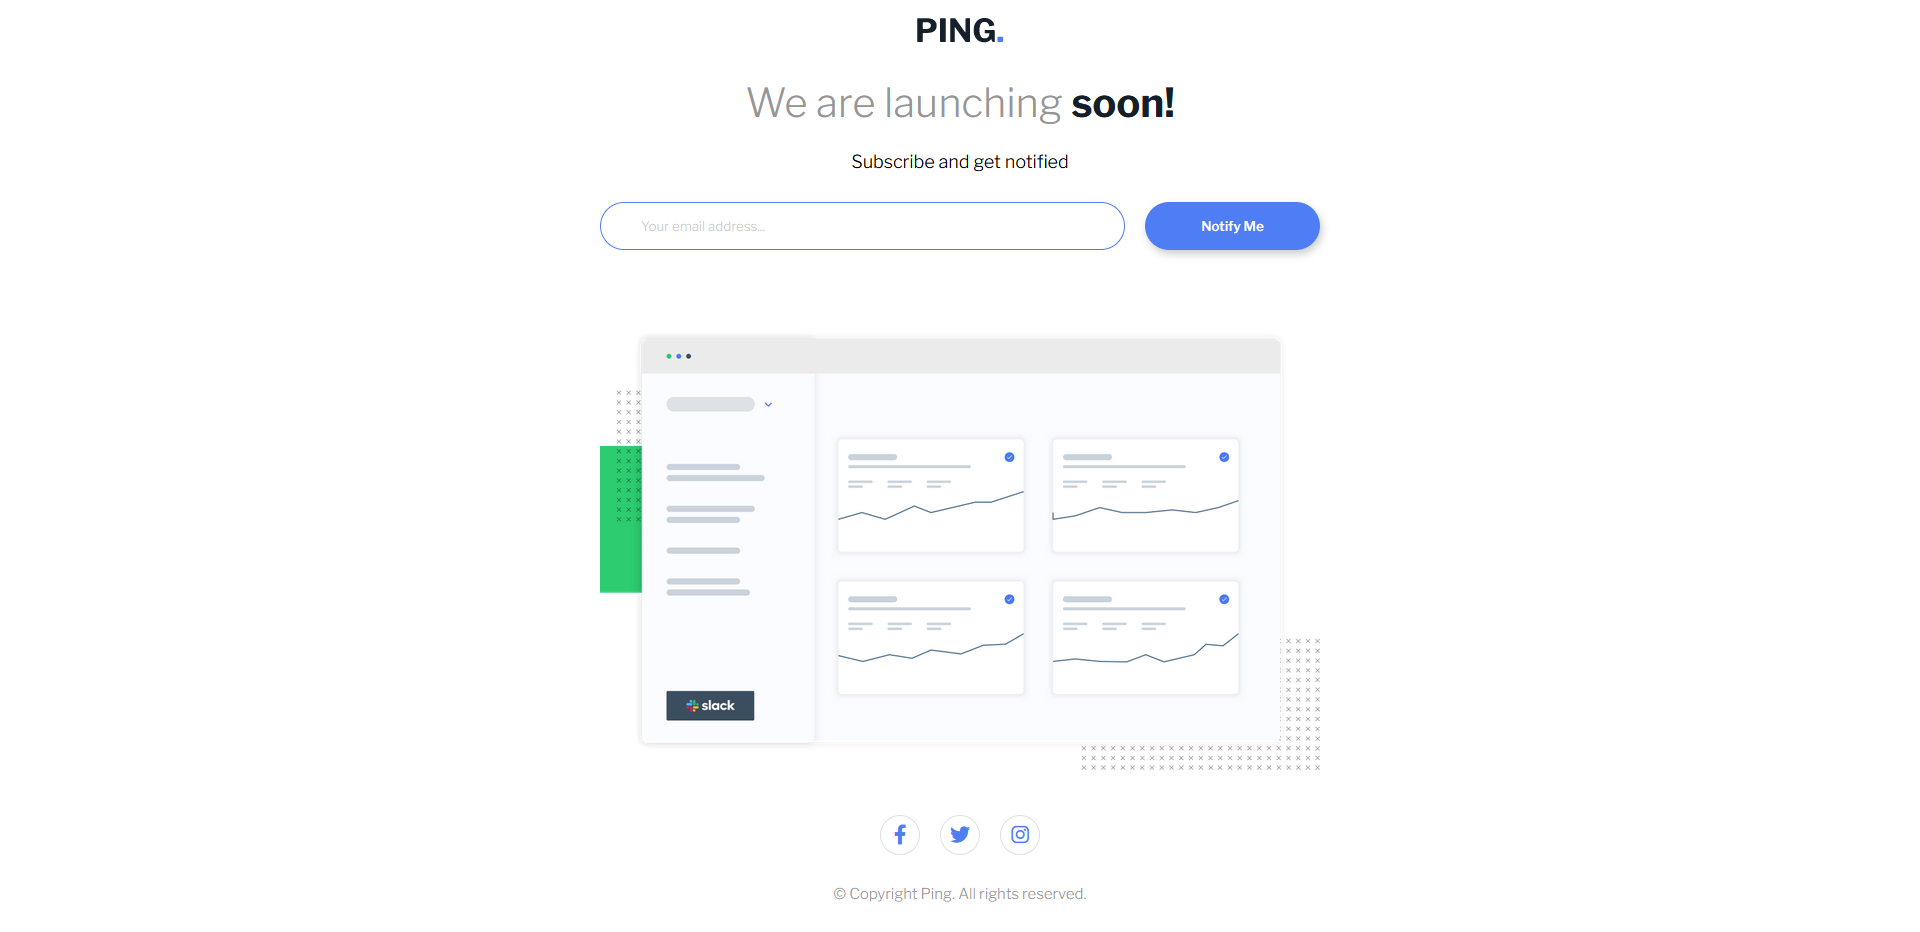 PING.
We are launching soon!
Subscribe and get notified
Your email address...
Notify Me
slack
© Copyright Ping. All rights reserved.